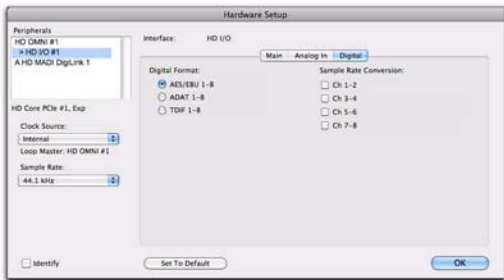 Hardware Setup
Peripherals
HD OMNI #1
> HD I/O #1
A HD MADI DigiLink 1
HD Core PCIe #1, Exp
Clock Source:
Internal
Loop Master: HD OMNI #1
Sample Rate:
44.1 kHz
Identify
Interface: HD I/O
Main Analog In Digital
Digital Format:
AES/EBU 1-8
ADAT 1-8
TDIF 1-8
Sample Rate Conversion:
Ch 1-2
Ch 3-4
Ch 5-6
Ch 7-8
Set To Default
OK